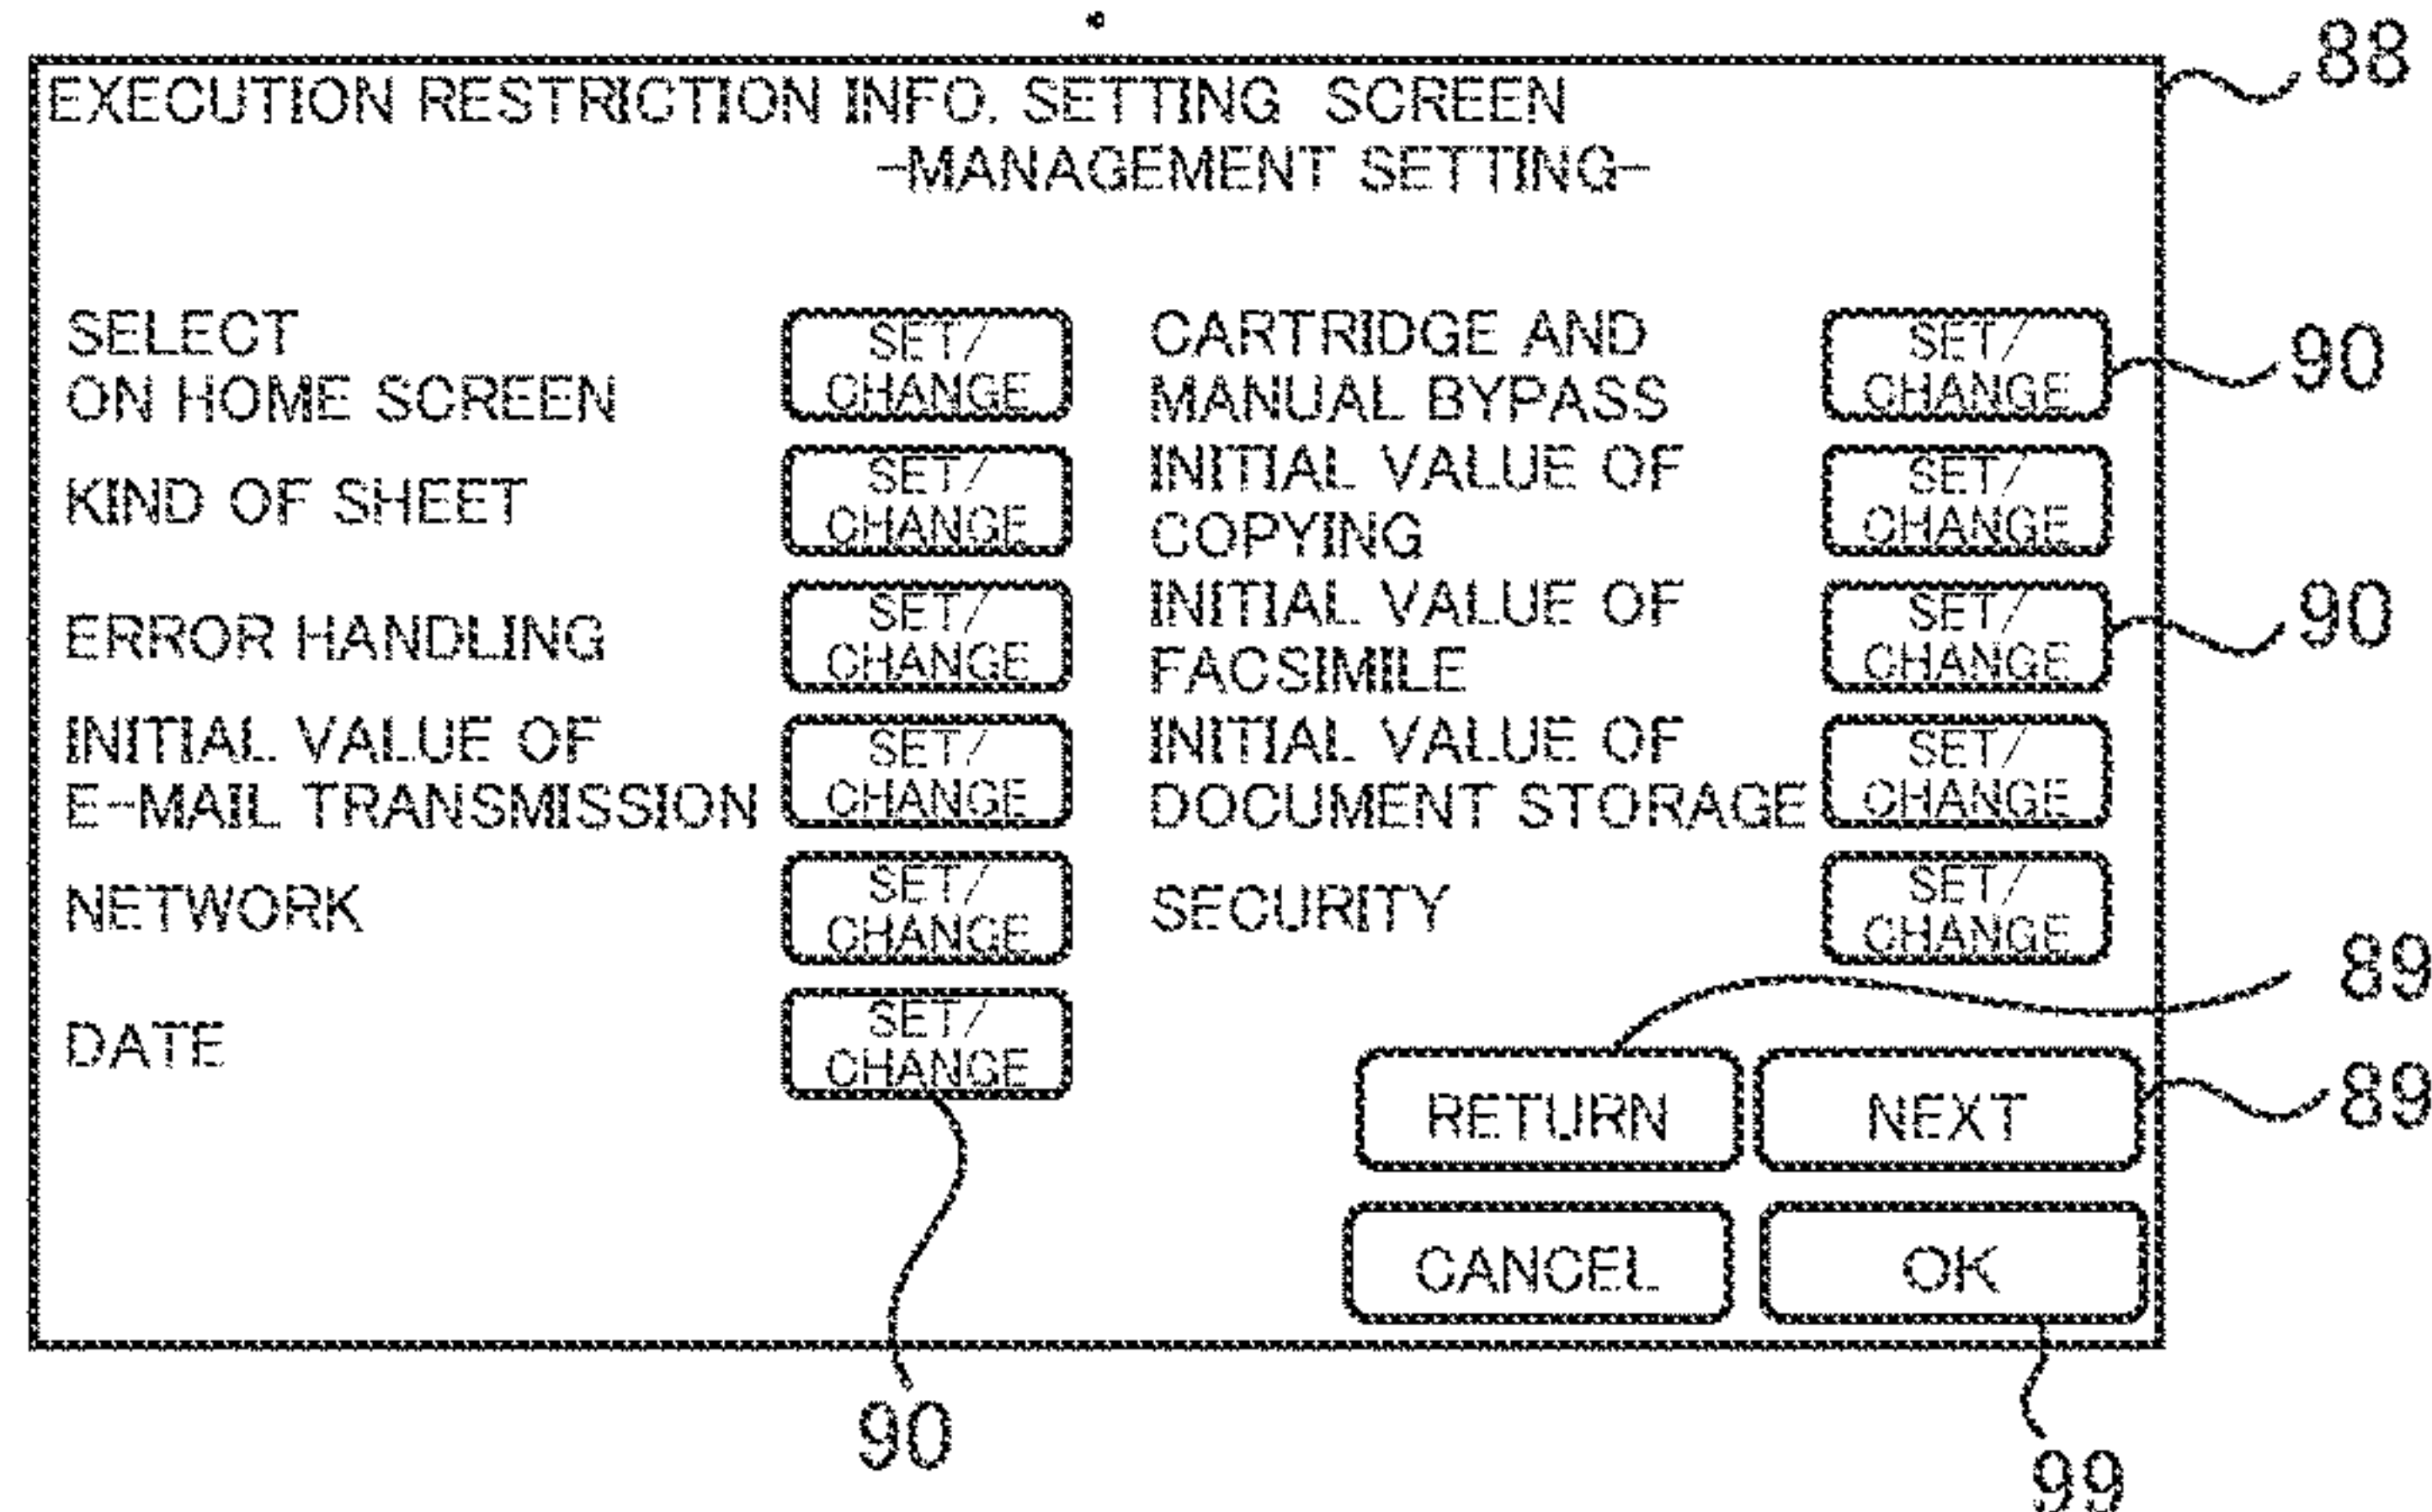 88
EXECUTION RESTRICTION INFO. SETTING SCREEN
-MANAGEMENT SETTING-
SELECT
ON HOME SCREEN
SET/
CHANGE
CARTRIDGE AND
MANUAL BYPASS
SET/
CHANGE
90
KIND OF SHEET
SET/
CHANGE
INITIAL VALUE OF
COPYING
SET/
CHANGE
ERROR HANDLING
SET/
CHANGE
INITIAL VALUE OF
FACSIMILE
SET/
CHANGE
90
INITIAL VALUE OF
E-MAIL TRANSMISSION
SET/
CHANGE
INITIAL VALUE OF
DOCUMENT STORAGE
SET/
CHANGE
NETWORK
SET/
CHANGE
SECURITY
SET/
CHANGE
89
DATE
SET/
CHANGE
RETURN
NEXT
89
CANCEL
OK
90
99